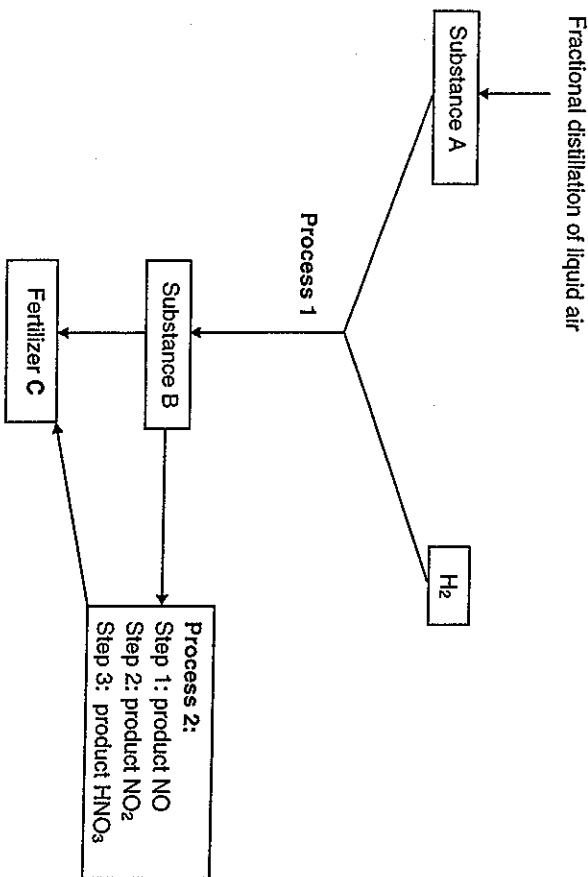 Fractional distillation of liquid air
Substance A
H₂
Process 1
Substance B
Process 2:
Step 1: product NO
Step 2: product NO₂
Step 3: product HNO₃
Fertilizer C